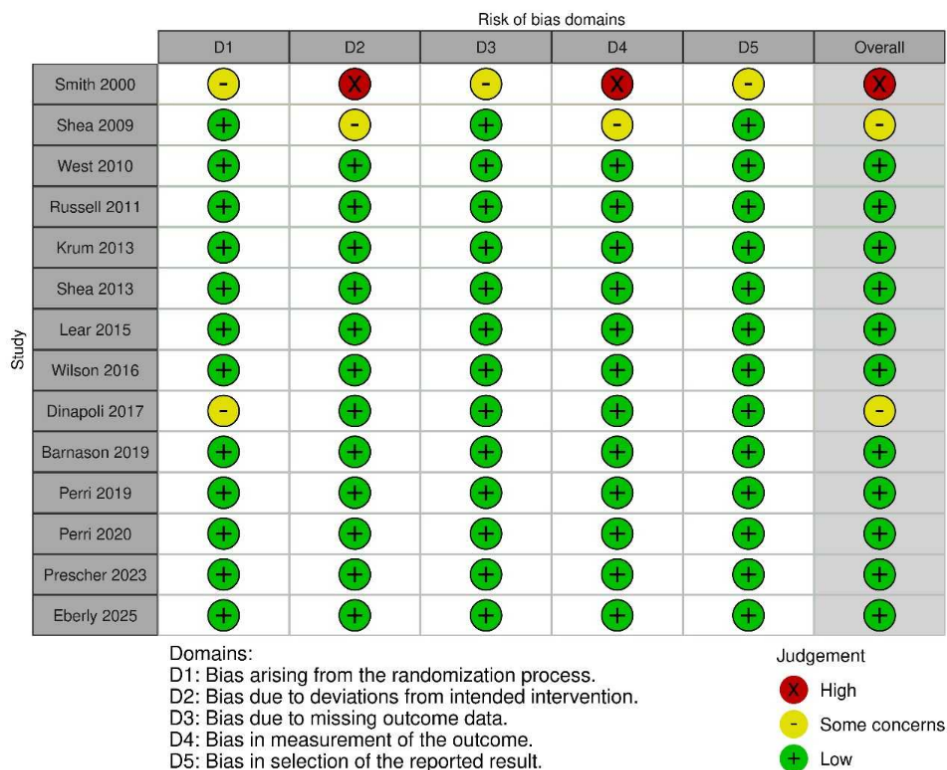 Risk of bias domains
D1 D2 D3 D4 D5 Overall
Study
Smith 2000 - X - X - X
Shea 2009 + - + - + -
West 2010 + + + + + +
Russell 2011 + + + + + +
Krum 2013 + + + + + +
Shea 2013 + + + + + +
Lear 2015 + + + + + +
Wilson 2016 + + + + + +
Dinapoli 2017 - + + + + -
Barnason 2019 + + + + + +
Perri 2019 + + + + + +
Perri 2020 + + + + + +
Prescher 2023 + + + + + +
Eberly 2025 + + + + + +
Domains:
D1: Bias arising from the randomization process.
D2: Bias due to deviations from intended intervention.
D3: Bias due to missing outcome data.
D4: Bias in measurement of the outcome.
D5: Bias in selection of the reported result.
Judgement
X High
- Some concerns
+ Low